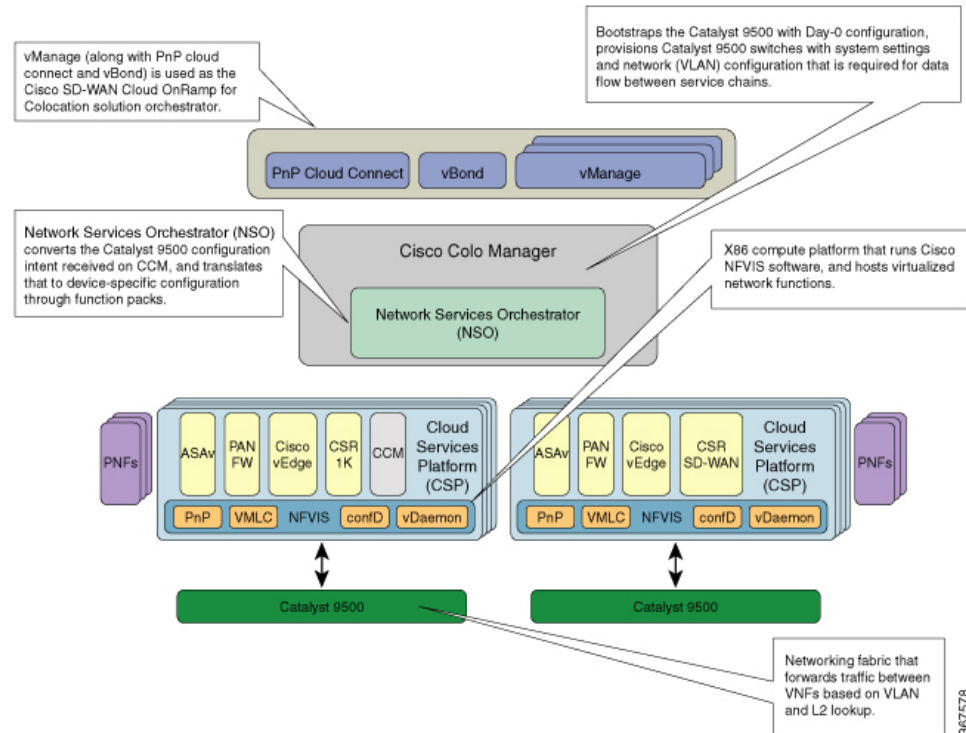 vManage (along with PnP cloud
connect and vBond) is used as the
Cisco SD-WAN Cloud OnRamp for
Colocation solution orchestrator.
Bootstraps the Catalyst 9500 with Day-0 configuration,
provisions Catalyst 9500 switches with system settings
and network (VLAN) configuration that is required for data
flow between service chains.
PnP Cloud Connect
vBond
vManage
Network Services Orchestrator (NSO)
converts the Catalyst 9500 configuration
intent received on CCM, and translates
that to device-specific configuration
through function packs.
Cisco Colo Manager
Network Services Orchestrator
(NSO)
X86 compute platform that runs Cisco
NFVIS software, and hosts virtualized
network functions.
PNFs
ASAv
PAN
FW
Cisco
vEdge
CSR
1K
CCM
Cloud
Services
Platform
(CSP)
PnP
VMLC
NFVIS
confD
vDaemon
ASAv
PAN
FW
Cisco
vEdge
CSR
SD-WAN
Cloud
Services
Platform
(CSP)
PnP
VMLC
NFVIS
confD
vDaemon
PNFs
Catalyst 9500
Catalyst 9500
Networking fabric that
forwards traffic between
VNFs based on VLAN
and L2 lookup.
367578